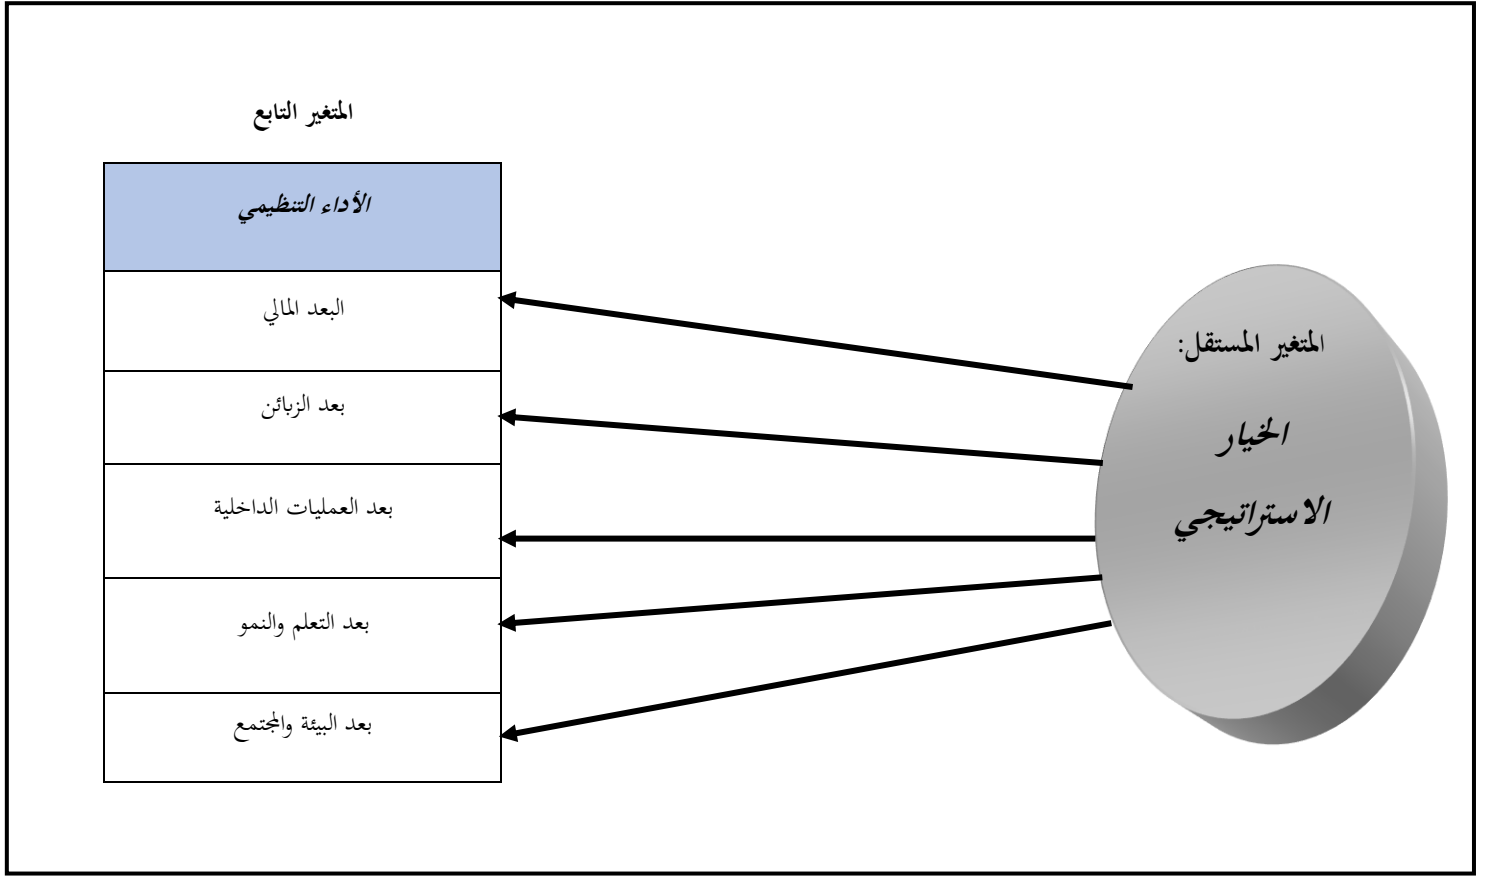 المتغير التابع
الأداء التنظيمي
البعد المالي
بعد الزبائن
بعد العمليات الداخلية
بعد التعلم والنمو
بعد البيئة والمجتمع
المتغير المستقل:
الخيار
الاستراتيجي